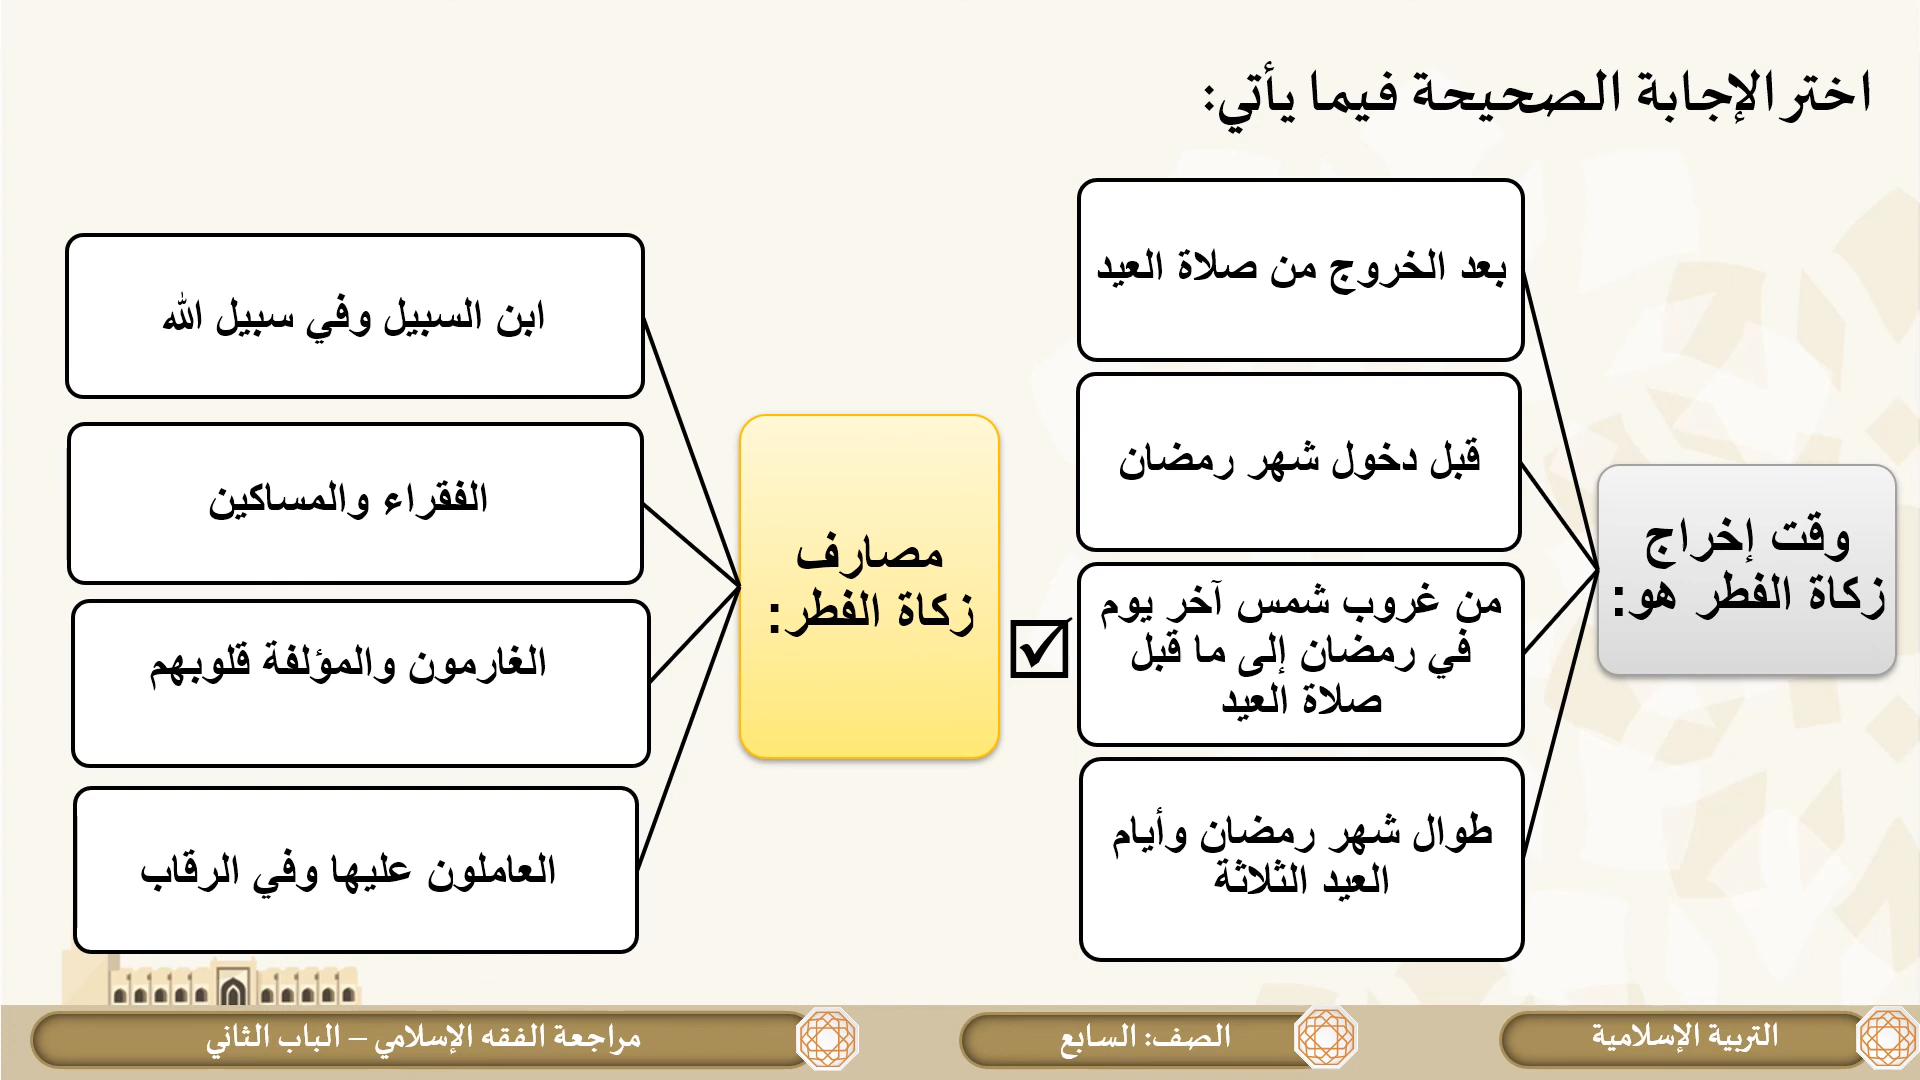 اختر الإجابة الصحيحة فيما يأتي:
وقت إخراج
زكاة الفطر هو:
بعد الخروج من صلاة العيد
قبل دخول شهر رمضان
من غروب شمس آخر يوم
في رمضان إلى ما قبل
صلاة العيد
طوال شهر رمضان وأيام
العيد الثلاثة
مصارف
زكاة الفطر:
ابن السبيل وفي سبيل الله
الفقراء والمساكين
الغارمون والمؤلفة قلوبهم
العاملون عليها وفي الرقاب
التربية الإسلامية
الصف: السابع
مراجعة الفقه الإسلامي – الباب الثاني